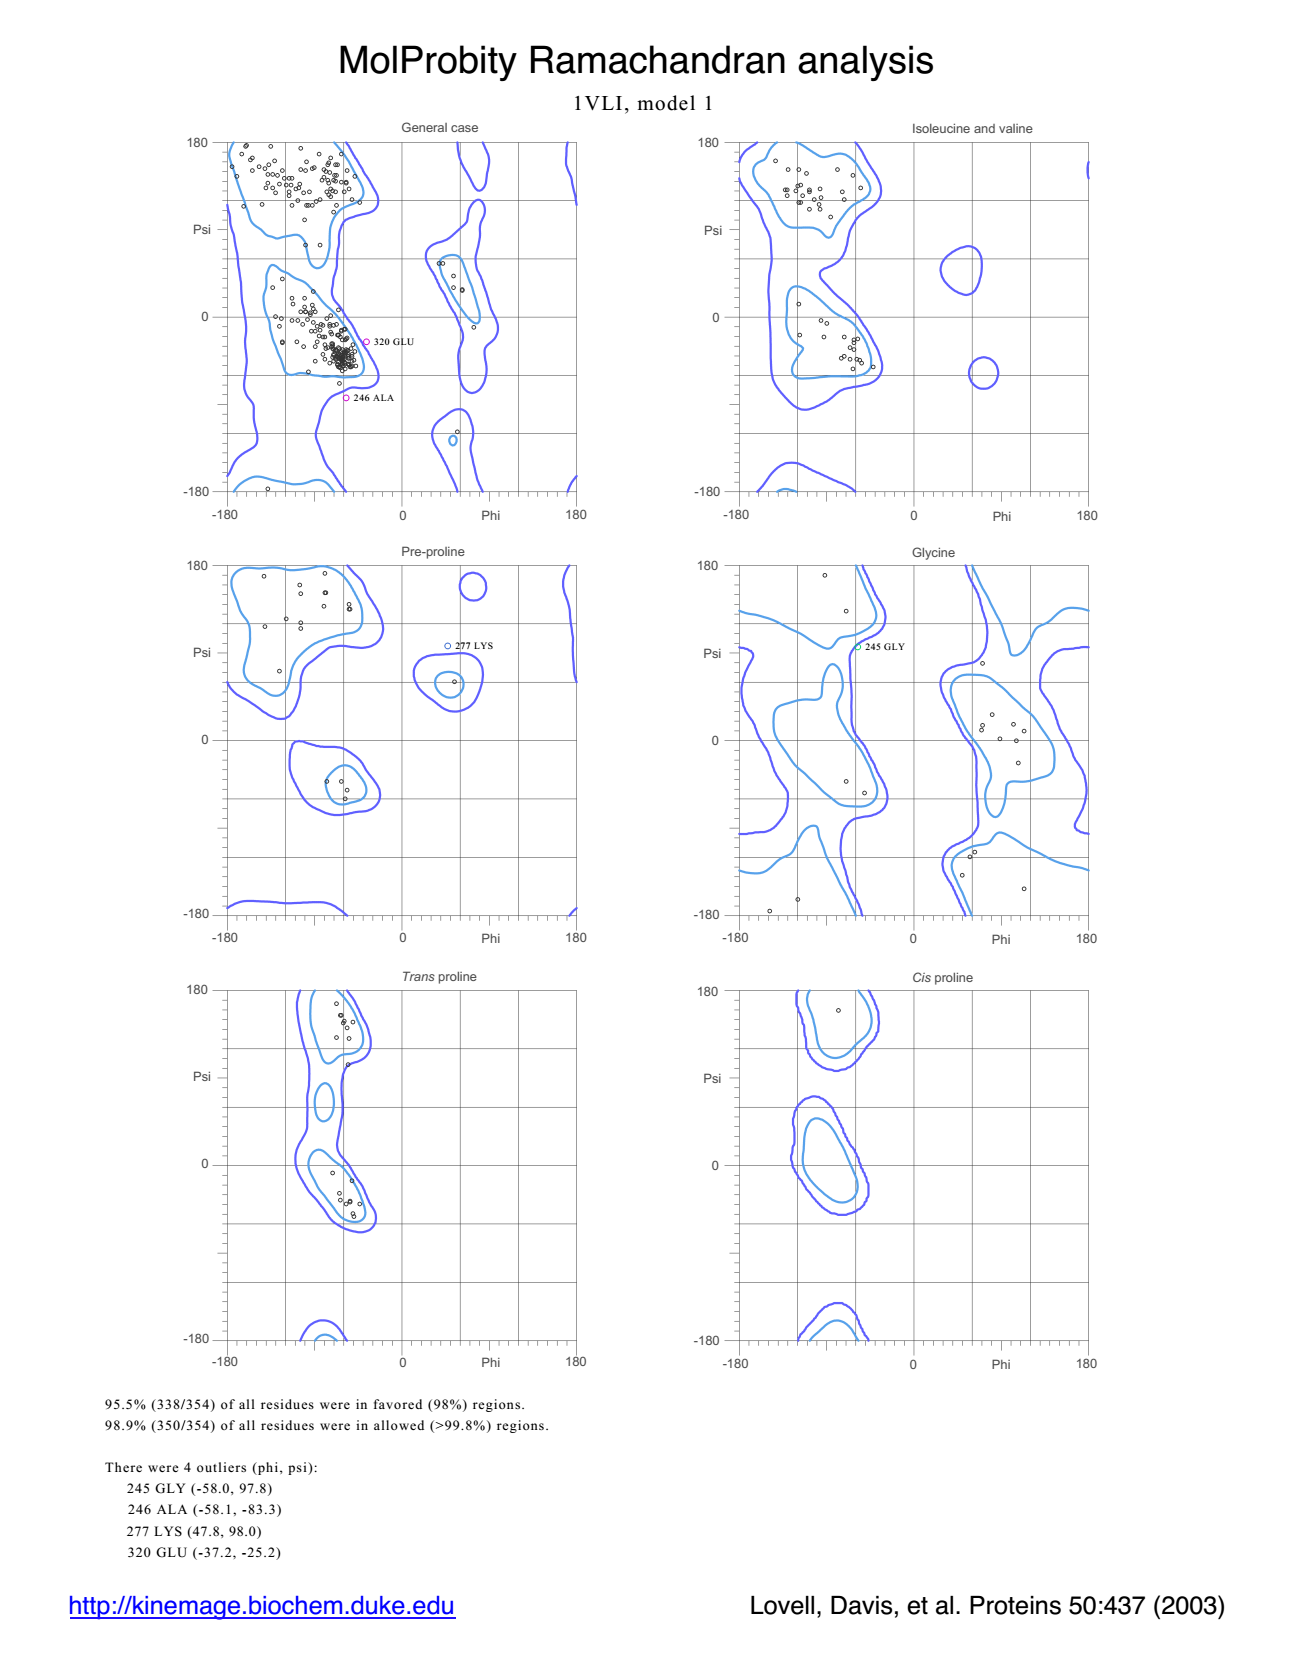 MolProbity Ramachandran analysis
1VLI, model 1
General case
180
Psi
0
-180
-180
0
Phi
180
320 GLU
246 ALA
Isoleucine and valine
180
Psi
0
-180
-180
0
Phi
180
Pre-proline
180
Psi
0
-180
-180
0
Phi
180
277 LYS
Glycine
180
Psi
0
-180
-180
0
Phi
180
245 GLY
Trans proline
180
Psi
0
-180
-180
0
Phi
180
Cis proline
180
Psi
0
-180
-180
0
Phi
180
95.5% (338/354) of all residues were in favored (98%) regions.
98.9% (350/354) of all residues were in allowed (>99.8%) regions.
There were 4 outliers (phi, psi):
245 GLY (-58.0, 97.8)
246 ALA (-58.1, -83.3)
277 LYS (47.8, 98.0)
320 GLU (-37.2, -25.2)
http://kinemage.biochem.duke.edu
Lovell, Davis, et al. Proteins 50:437 (2003)